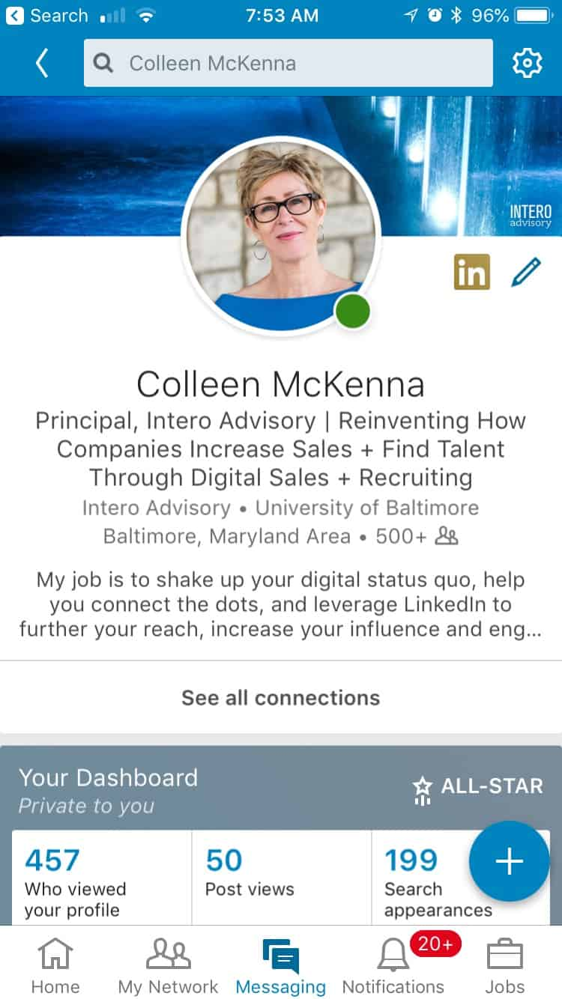 Search
7:53 AM
96%
Colleen McKenna
INTERO
advisory
in
Colleen McKenna
Principal, Intero Advisory | Reinventing How
Companies Increase Sales + Find Talent
Through Digital Sales + Recruiting
Intero Advisory • University of Baltimore
Baltimore, Maryland Area • 500+
My job is to shake up your digital status quo, help
you connect the dots, and leverage LinkedIn to
further your reach, increase your influence and eng...
See all connections
Your Dashboard
Private to you
ALL-STAR
457
Who viewed
your profile
50
Post views
199
Search
appearances
20+
Home
My Network
Messaging
Notifications
Jobs